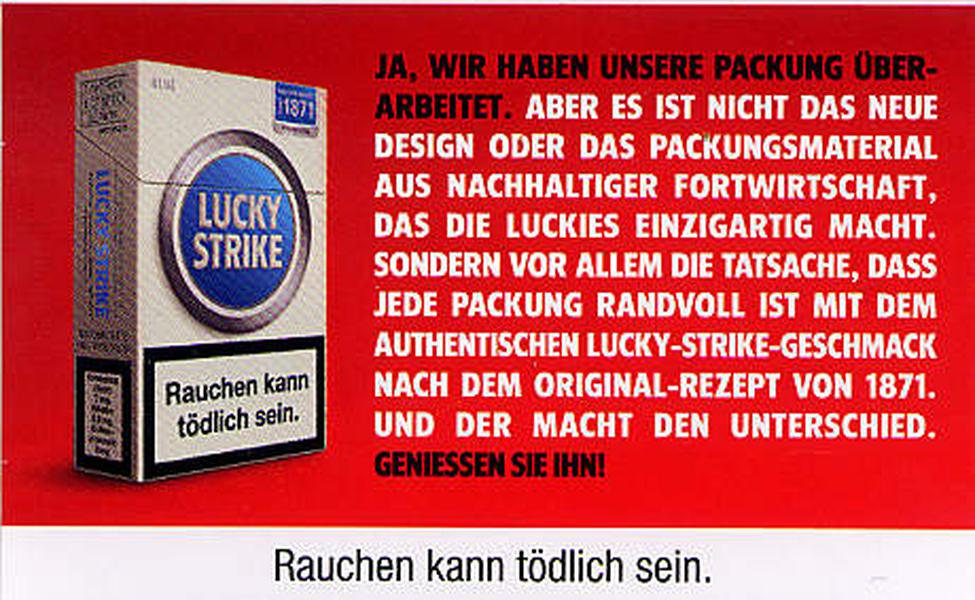 1871
LUCKY
STRIKE
LUCKY STRIKE
Rauchen kann
tödlich sein.
JA, WIR HABEN UNSERE PACKUNG ÜBER-
ARBEITET. ABER ES IST NICHT DAS NEUE
DESIGN ODER DAS PACKUNGSMATERIAL
AUS NACHHALTIGER FORTWIRTSCHAFT,
DAS DIE LUCKIES EINZIGARTIG MACHT.
SONDERN VOR ALLEM DIE TATSACHE, DASS
JEDE PACKUNG RANDVOLL IST MIT DEM
AUTHENTISCHEN LUCKY-STRIKE-GESCHMACK
NACH DEM ORIGINAL-REZEPT VON 1871.
UND DER MACHT DEN UNTERSCHIED.
GENIESSEN SIE IHN!
Rauchen kann tödlich sein.